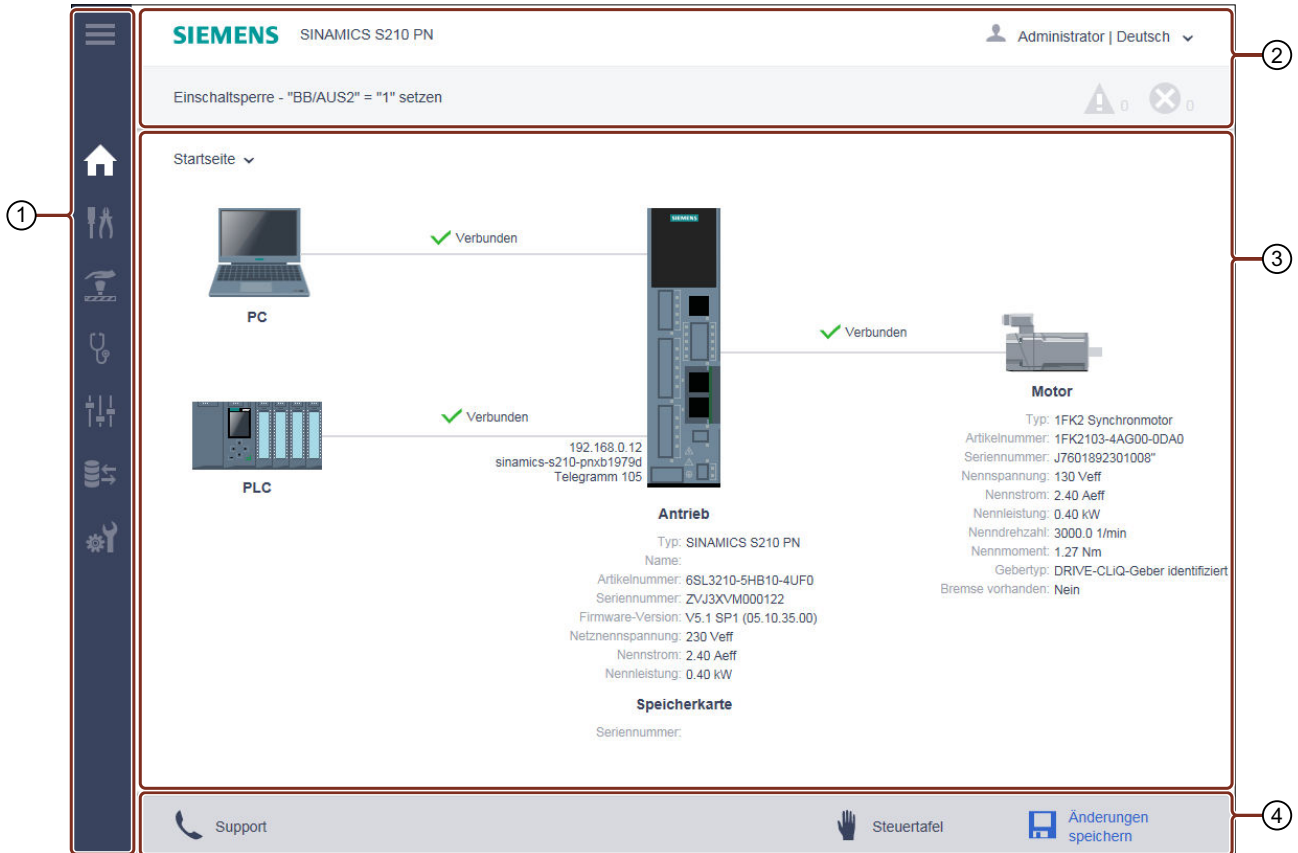 SIEMENS SINAMICS S210 PN
Administrator | Deutsch
Einschaltsperre - "BB/AUS2" = "1" setzen
0 0
Startseite
1
2
3
4
Verbunden
PC
SIEMENS
Verbunden
Verbunden
PLC
192.168.0.12
sinamics-s210-pnxb1979d
Telegramm 105
Antrieb
Typ: SINAMICS S210 PN
Name:
Artikelnummer: 6SL3210-5HB10-4UF0
Seriennummer: ZVJ3XVM000122
Firmware-Version: V5.1 SP1 (05.10.35.00)
Netznennspannung: 230 Veff
Nennstrom: 2.40 Aeff
Nennleistung: 0.40 kW
Speicherkarte
Seriennummer:
Motor
Typ: 1FK2 Synchronmotor
Artikelnummer: 1FK2103-4AG00-0DA0
Seriennummer: J7601892301008"
Nennspannung: 130 Veff
Nennstrom: 2.40 Aeff
Nennleistung: 0.40 kW
Nenndrehzahl: 3000.0 1/min
Nennmoment: 1.27 Nm
Gebertyp: DRIVE-CLiQ-Geber identifiziert
Bremse vorhanden: Nein
Support
Steuertafel
Änderungen
speichern